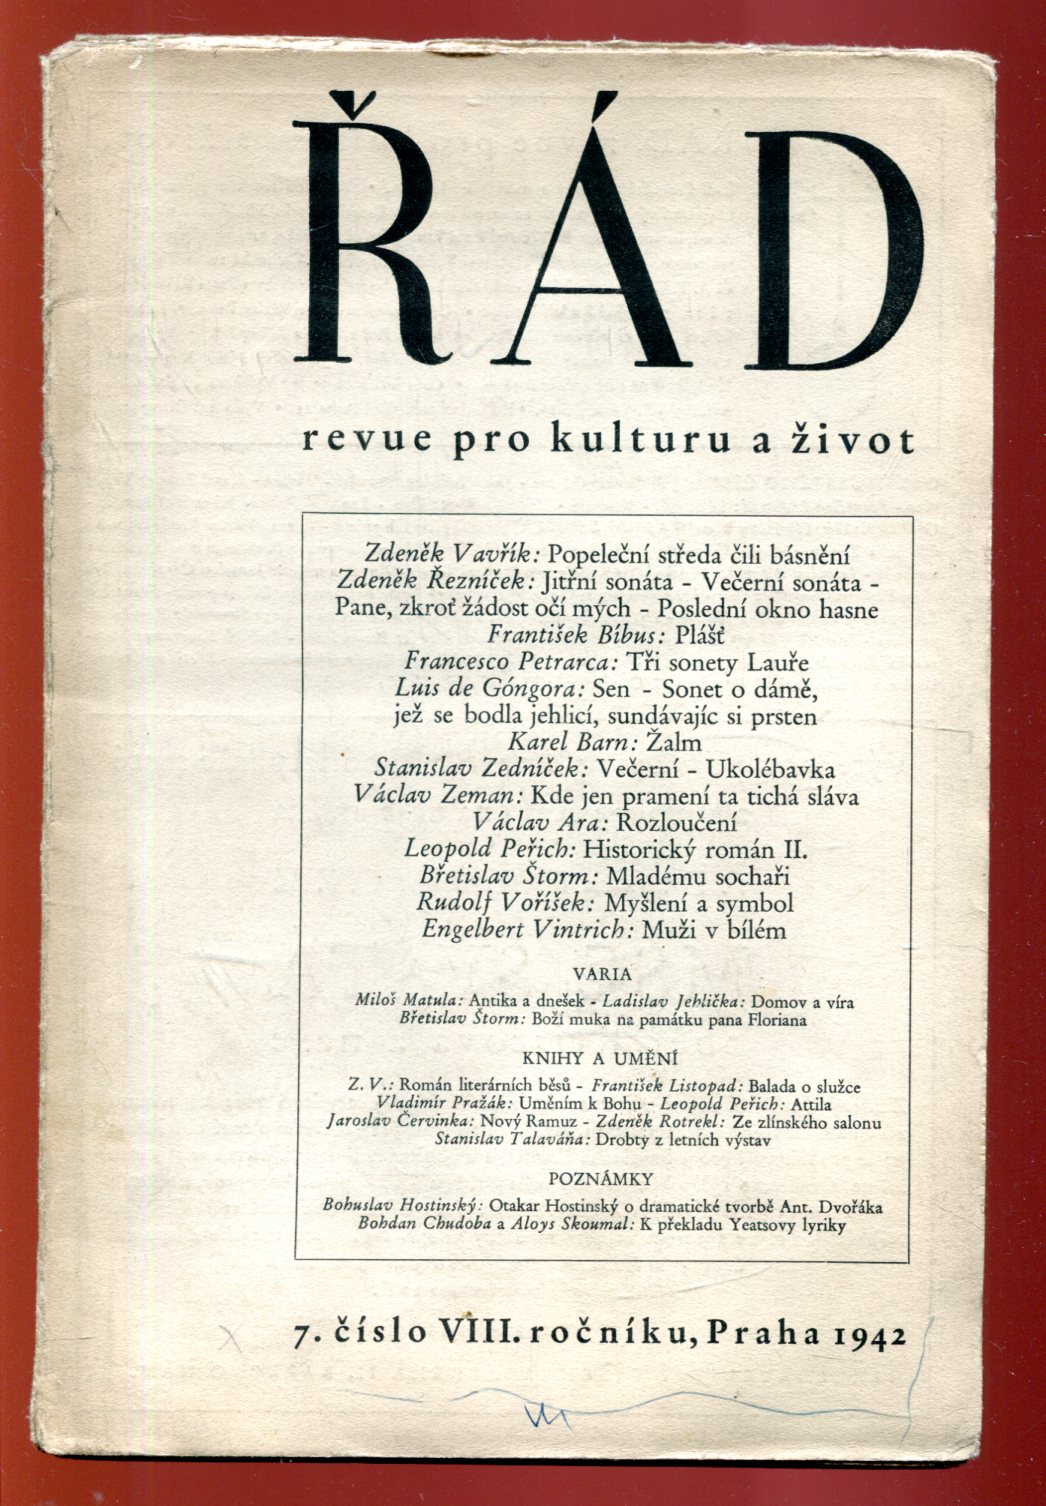 ŘÁD
revue pro kulturu a život
Zdeněk Vavřík: Popeleční středa čili básnění
Zdeněk Řezníček: Jitřní sonáta - Večerní sonáta -
Pane, zkroť žádost očí mých - Poslední okno hasne
František Bíbus: Plášť
Francesco Petrarca: Tři sonety Lauře
Luis de Góngora: Sen - Sonet o dámě,
jež se bodla jehlicí, sundávajíc si prsten
Karel Barn: Žalm
Stanislav Zedníček: Večerní - Ukolébavka
Václav Zeman: Kde jen pramení ta tichá sláva
Václav Ara: Rozloučení
Leopold Peřich: Historický román II.
Břetislav Štorm: Mladému sochaři
Rudolf Voříšek: Myšlení a symbol
Engelbert Vintrich: Muži v bílém
VARIA
Miloš Matula: Antika a dnešek - Ladislav Jehlička: Domov a víra
Břetislav Štorm: Boží muka na památku pana Floriana
KNIHY A UMĚNÍ
Z. V.: Román literárních běsů - František Listopad: Balada o služce
Vladimír Pražák: Uměním k Bohu - Leopold Peřich: Attila
Jaroslav Červinka: Nový Ramuz - Zdeněk Rotrekl: Ze zlínského salonu
Stanislav Talaváňa: Drobty z letních výstav
POZNÁMKY
Bohuslav Hostinský: Otakar Hostinský o dramatické tvorbě Ant. Dvořáka
Bohdan Chudoba a Aloys Skoumal: K překladu Yeatsovy lyriky
7. číslo VIII. ročníku, Praha 1942